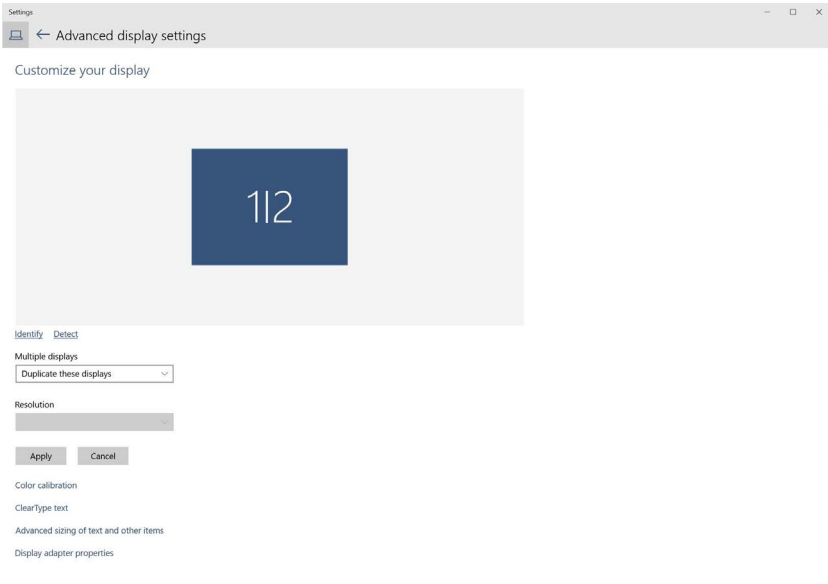 Settings
Advanced display settings
Customize your display
1|2
Identify Detect
Multiple displays
Duplicate these displays
Resolution
Apply Cancel
Color calibration
ClearType text
Advanced sizing of text and other items
Display adapter properties